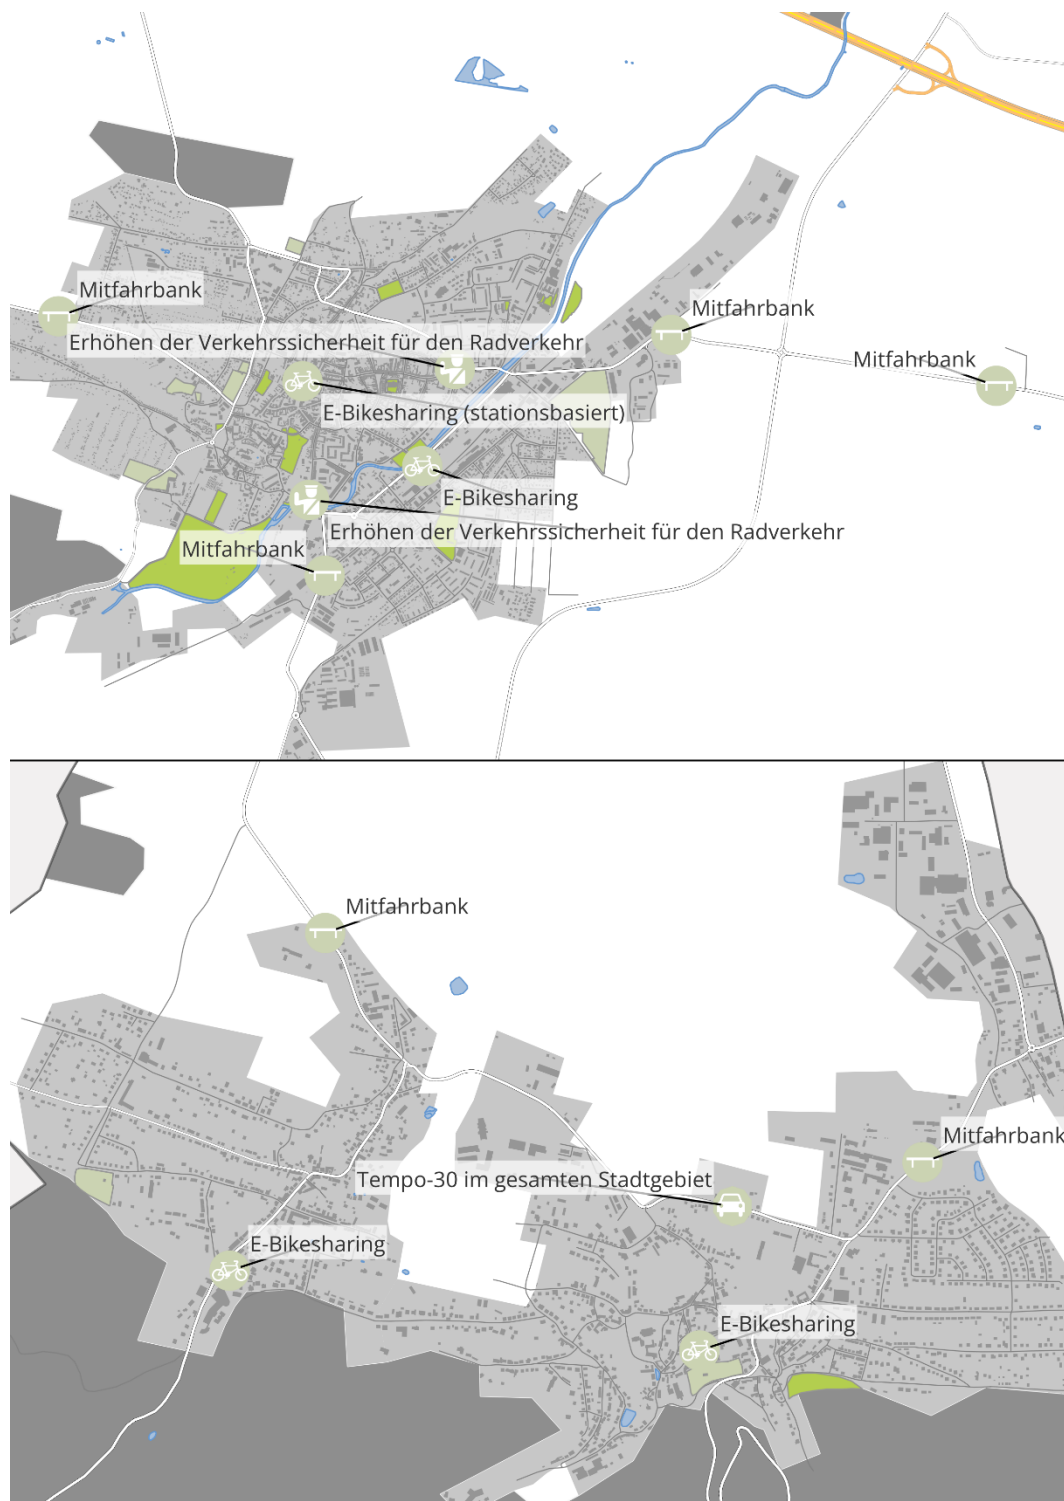 Mitfahrbank
Mitfahrbank
Erhöhen der Verkehrssicherheit für den Radverkehr
Mitfahrbank
E-Bikesharing (stationsbasiert)
E-Bikesharing
Erhöhen der Verkehrssicherheit für den Radverkehr
Mitfahrbank
Mitfahrbank
Mitfahrbank
Tempo-30 im gesamten Stadtgebiet
E-Bikesharing
E-Bikesharing